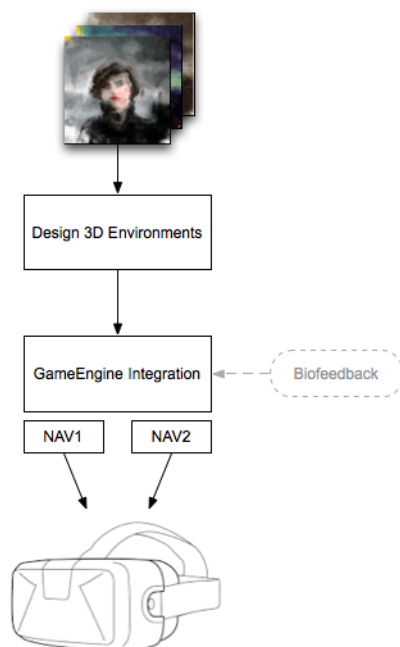 Design 3D Environments
GameEngine Integration
Biofeedback
NAV1
NAV2